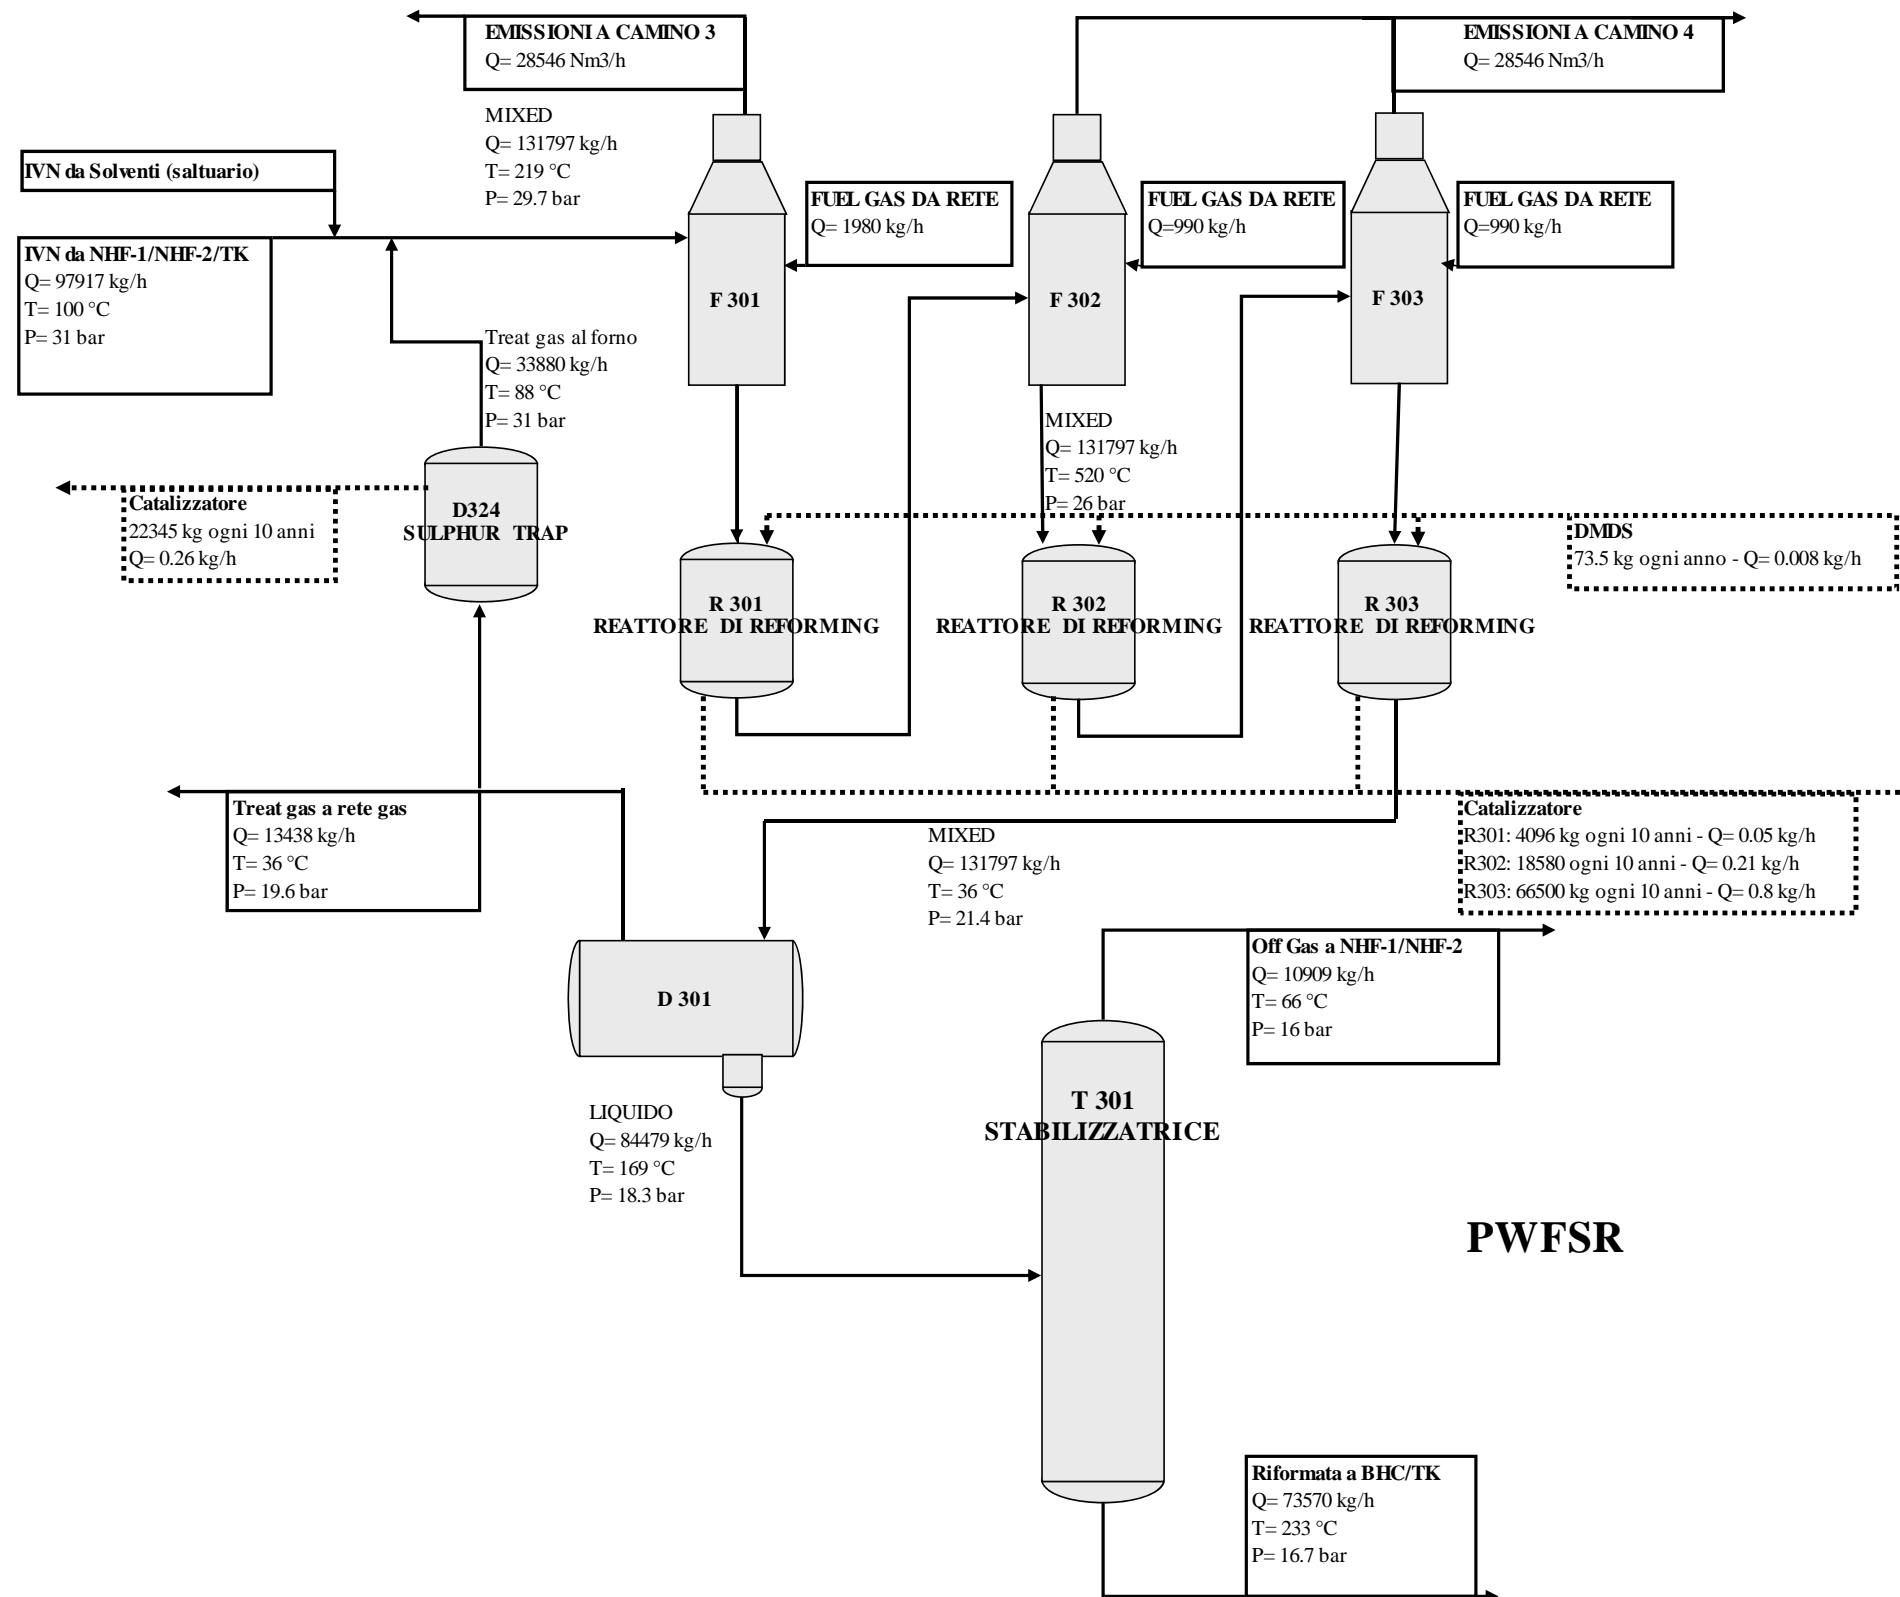 EMISSIONI A CAMINO 3
Q= 28546 Nm3/h
EMISSIONI A CAMINO 4
Q= 28546 Nm3/h
MIXED
Q= 131797 kg/h
T= 219 °C
P= 29.7 bar
IVN da Solventi (saltuario)
FUEL GAS DA RETE
Q= 1980 kg/h
FUEL GAS DA RETE
Q=990 kg/h
FUEL GAS DA RETE
Q=990 kg/h
IVN da NHF-1/NHF-2/TK
Q= 97917 kg/h
T= 100 °C
P= 31 bar
F 301
F 302
F 303
Treat gas al forno
Q= 33880 kg/h
T= 88 °C
P= 31 bar
MIXED
Q= 131797 kg/h
T= 520 °C
P= 26 bar
Catalizzatore
22345 kg ogni 10 anni
Q= 0.26 kg/h
D324
SULPHUR TRAP
DMDS
73.5 kg ogni anno - Q= 0.008 kg/h
R 301
REATTORE DI REFORMING
R 302
REATTORE DI REFORMING
R 303
REATTORE DI REFORMING
Treat gas a rete gas
Q= 13438 kg/h
T= 36 °C
P= 19.6 bar
MIXED
Q= 131797 kg/h
T= 36 °C
P= 21.4 bar
Catalizzatore
R301: 4096 kg ogni 10 anni - Q= 0.05 kg/h
R302: 18580 ogni 10 anni - Q= 0.21 kg/h
R303: 66500 kg ogni 10 anni - Q= 0.8 kg/h
D 301
Off Gas a NHF-1/NHF-2
Q= 10909 kg/h
T= 66 °C
P= 16 bar
LIQUIDO
Q= 84479 kg/h
T= 169 °C
P= 18.3 bar
T 301
STABILIZZATRICE
PWFSR
Riformata a BHC/TK
Q= 73570 kg/h
T= 233 °C
P= 16.7 bar